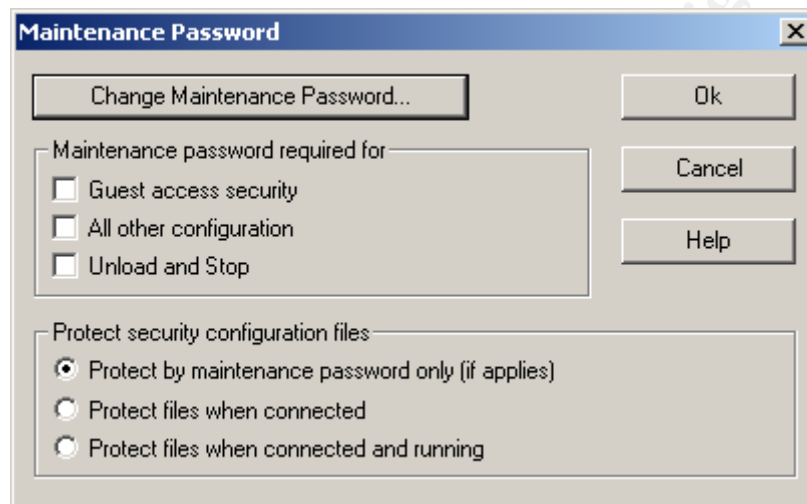 Maintenance Password
Change Maintenance Password...
Ok
Maintenance password required for
Cancel
Guest access security
All other configuration
Help
Unload and Stop
Protect security configuration files
Protect by maintenance password only (if applies)
Protect files when connected
Protect files when connected and running